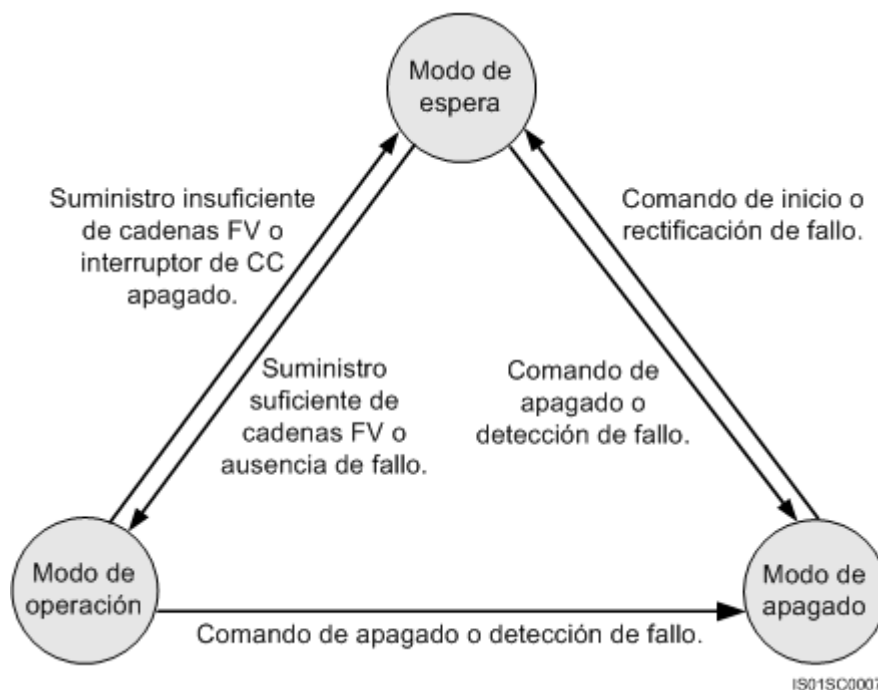 Modo de
espera
Suministro insuficiente
de cadenas FV o
interruptor de CC
apagado.
Comando de inicio o
rectificación de fallo.
Suministro
suficiente de
cadenas FV o
ausencia de fallo.
Comando de
apagado o
detección de fallo.
Modo de
operación
Modo de
apagado
Comando de apagado o detección de fallo.
IS01SC0007